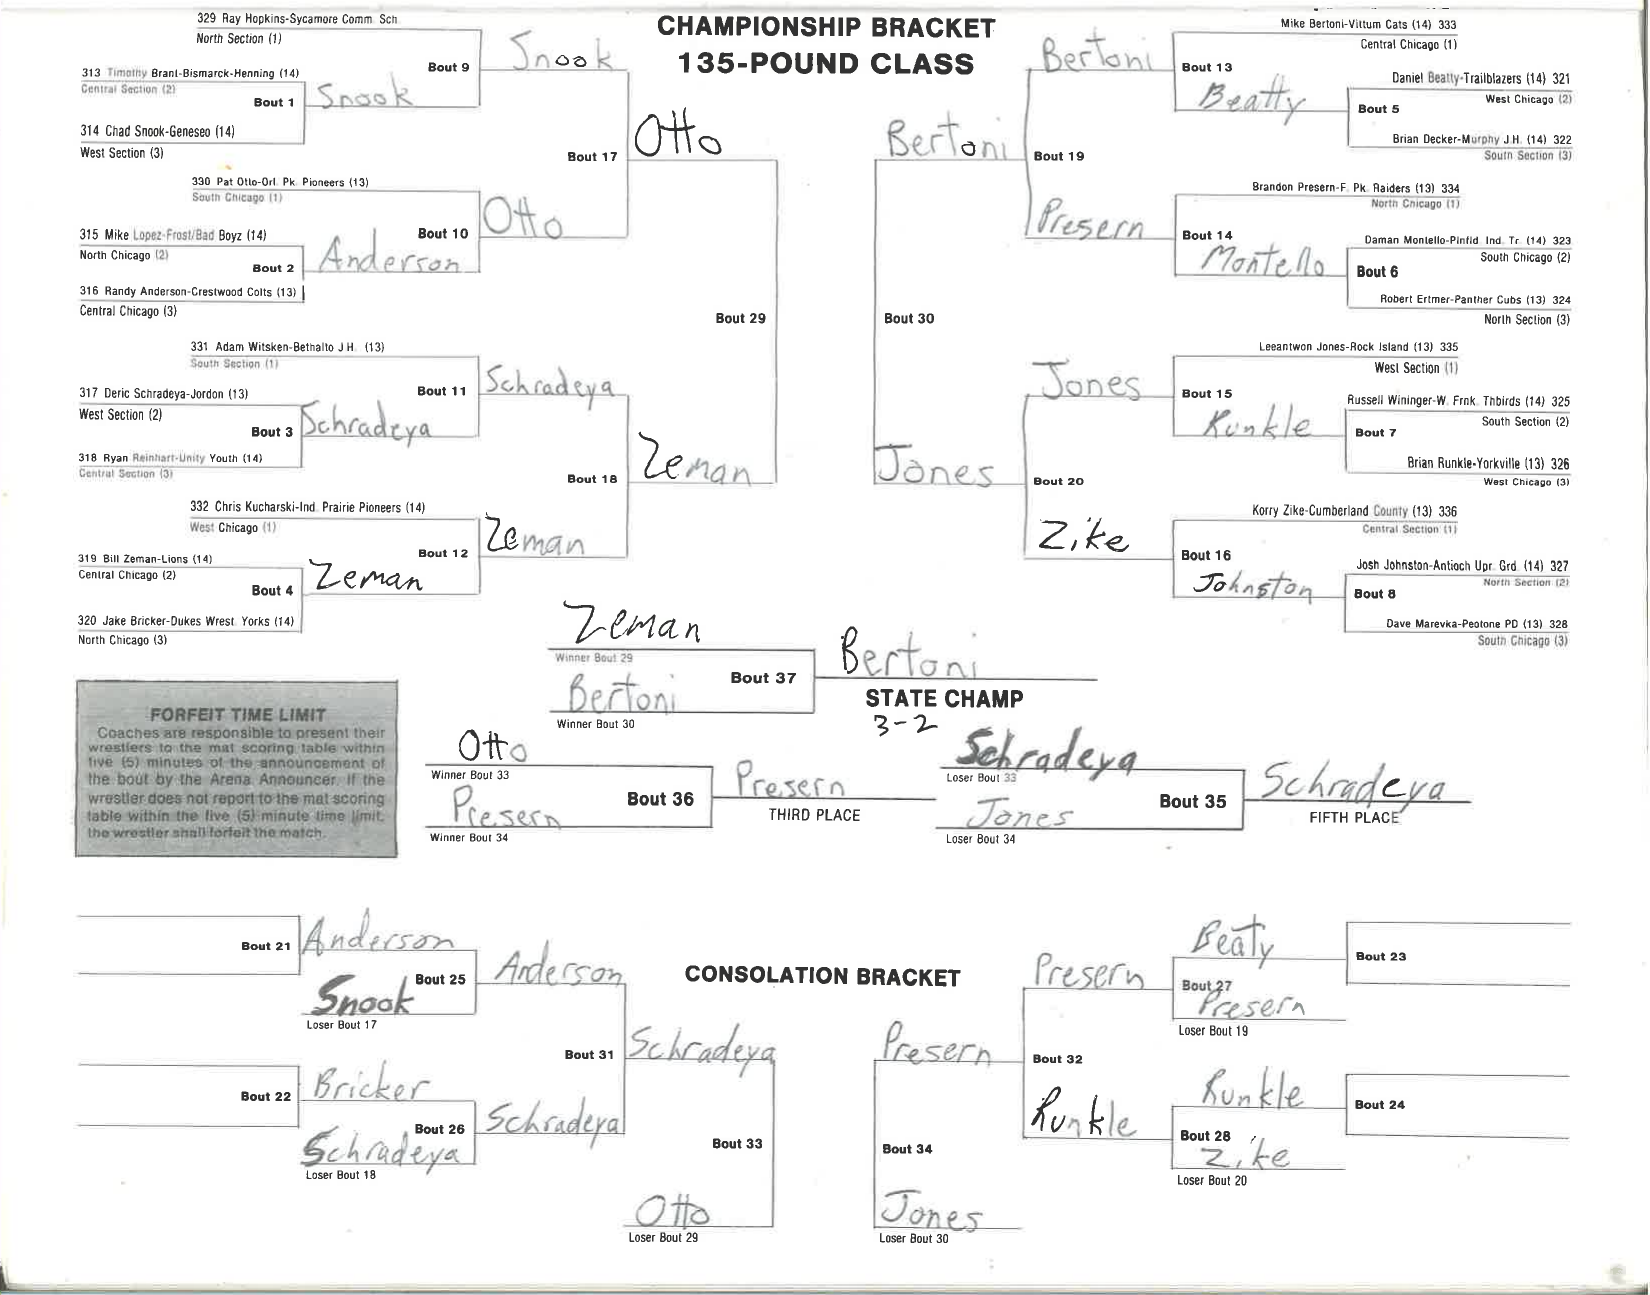 CHAMPIONSHIP BRACKET
135-POUND CLASS
329 Ray Hopkins-Sycamore Comm. Sch
North Section (1)
Bout 9
Snook
313 Timothy Brant-Bismarck-Henning (14)
Central Section (2)
Bout 1
Snook
314 Chad Snook-Geneseo (14)
West Section (3)
Bout 17
Otto
330 Pat Otto-Orl. Pk. Pioneers (13)
South Chicago (1)
Bout 10
Otto
315 Mike Lopez-Frost/Bad Boyz (14)
North Chicago (2)
Bout 2
Anderson
316 Randy Anderson-Crestwood Colts (13)
Central Chicago (3)
Bout 29
331 Adam Witsken-Bethalto J H. (13)
South Section (1)
Bout 11
Schradeya
317 Deric Schradeya-Jordon (13)
West Section (2)
Bout 3
Schradeya
318 Ryan Reinhart-Unity Youth (14)
Central Section (3)
Bout 18
Zeman
332 Chris Kucharski-Ind. Prairie Pioneers (14)
West Chicago (1)
Bout 12
Zeman
319 Bill Zeman-Lions (14)
Central Chicago (2)
Bout 4
Zeman
320 Jake Bricker-Dukes Wrest. Yorks (14)
North Chicago (3)
Mike Bertoni-Vittum Cats (14) 333
Central Chicago (1)
Bertoni
Bout 13
Beatty
Daniel Beatty-Trailblazers (14) 321
West Chicago (2)
Bout 5
Brian Decker-Murphy J.H. (14) 322
South Section (3)
Bertoni
Bout 19
Brandon Presern-F. Pk. Raiders (13) 334
North Chicago (1)
Presern
Bout 14
Montello
Daman Montello-Pinfld. Ind. Tr. (14) 323
South Chicago (2)
Bout 6
Robert Ertmer-Panther Cubs (13) 324
North Section (3)
Bout 30
Leeantwon Jones-Rock Island (13) 335
West Section (1)
Jones
Bout 15
Runkle
Russell Wininger-W. Frnk. Thbirds (14) 325
South Section (2)
Bout 7
Brian Runkle-Yorkville (13) 326
West Chicago (3)
Jones
Bout 20
Korry Zike-Cumberland County (13) 336
Central Section (1)
Zike
Bout 16
Johnston
Josh Johnston-Antioch Upr. Grd. (14) 327
North Section (2)
Bout 8
Dave Marevka-Peotone PD (13) 328
South Chicago (3)
Zeman
Winner Bout 29
Bout 37
Bertoni
Winner Bout 30
Bertoni
STATE CHAMP
3-2
FORFEIT TIME LIMIT
Coaches are responsible to present their
wrestlers to the mat scoring table within
five (5) minutes of the announcement of
the bout by the Arena Announcer. If the
wrestler does not report to the mat scoring
table within the five (5) minute time limit,
the wrestler shall forfeit the match.
Otto
Winner Bout 33
Bout 36
Presern
Winner Bout 34
Presern
THIRD PLACE
Schradeya
Loser Bout 33
Bout 35
Jones
Loser Bout 34
Schradeya
FIFTH PLACE
CONSOLATION BRACKET
Bout 21
Anderson
Bout 25
Snook
Loser Bout 17
Anderson
Bout 31
Schradeya
Bout 22
Bricker
Bout 26
Schradeya
Loser Bout 18
Schradeya
Bout 33
Otto
Loser Bout 29
Beaty
Bout 23
Bout 27
Presern
Loser Bout 19
Presern
Presern
Bout 32
Runkle
Runkle
Bout 24
Bout 28
Zike
Loser Bout 20
Bout 34
Jones
Loser Bout 30